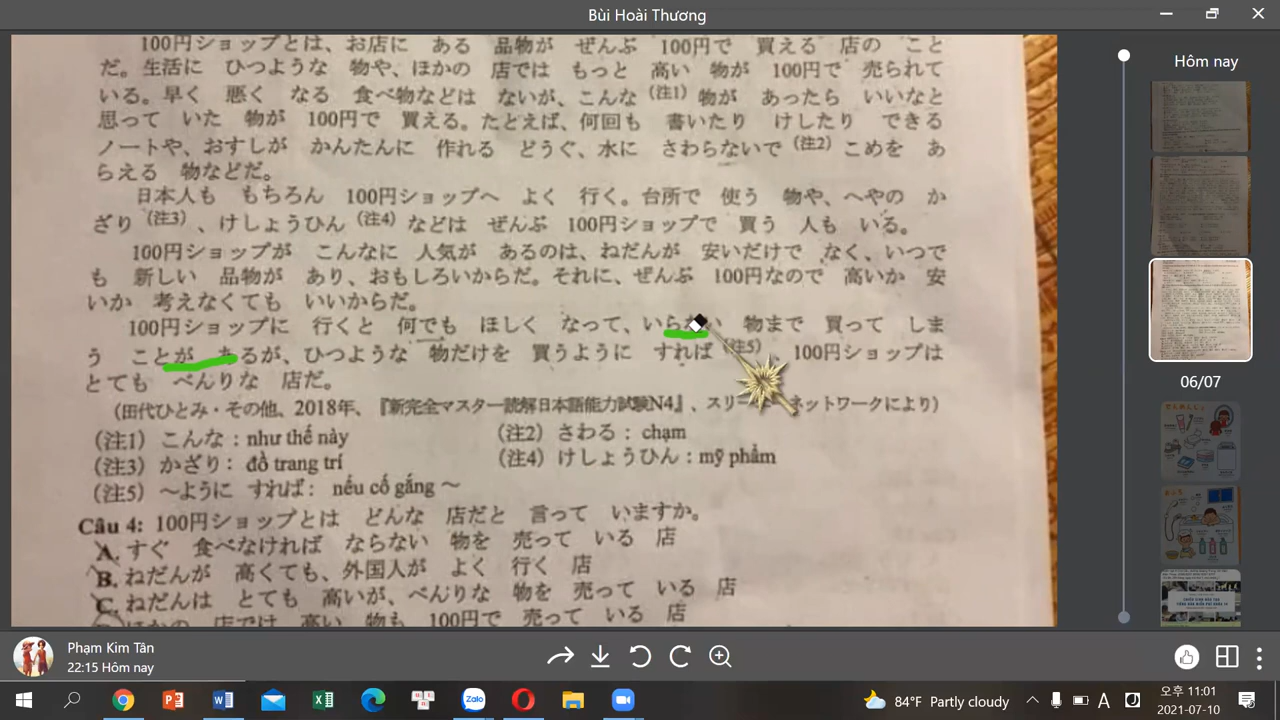 Bùi Hoài Thương
100円ショップとは、お店に ある 品物が ぜんぶ 100円で 買える 店の こと
だ。生活に ひつような 物や、ほかの 店では もっと 高い 物が 100円で 売られて
いる。早く 悪く なる 食べ物などは ないが、こんな(注1) 物が あったら いいなと
思って いた 物が 100円で 買える。たとえば、何回も 書いたり けしたり できる
ノートや、おすしが かんたんに 作れる どうぐ、水に さわらないで(注2) こめを あ
らえる 物などだ。
日本人も もちろん 100円ショップへ よく 行く。台所で 使う 物や、へやの か
ざり(注3)、けしょうひん(注4) などは ぜんぶ 100円ショップで 買う 人も いる。
100円ショップが こんなに 人気が あるのは、ねだんが 安いだけで なく、いつで
も 新しい 品物が あり、おもしろいからだ。それに、ぜんぶ 100円なので 高いか 安
いか 考えなくても いいからだ。
100円ショップに 行くと 何でも ほしく なって、い 物まで 買って しま
う ことが あるが、ひつような 物だけを 買うように すれば(注5)、100円ショップは
とても べんりな 店だ。
(田代ひとみ・その他、2018年、『新完全マスター読解日本語能力試験N4』、スリー ネットワークにより)
(注1) こんな : như thế này
(注2) さわる : chạm
(注3) かざり : đồ trang trí
(注4) けしょうひん : mỹ phẩm
(注5) ～ように すれば : nếu cố gắng ～
Câu 4: 100円ショップとは どんな 店だと 言って いますか。
A. すぐ 食べなければ ならない 物を 売って いる 店
B. ねだんが 高くても、外国人が よく 行く 店
C. ねだんは とても 高いが、べんりな 物を 売って いる 店
ほかの 店では 高い 物も 100円で 売って いる 店
Hôm nay
06/07
Phạm Kim Tân
22:15 Hôm nay
Zalo
84°F Partly cloudy
A
오후 11:01
2021-07-10